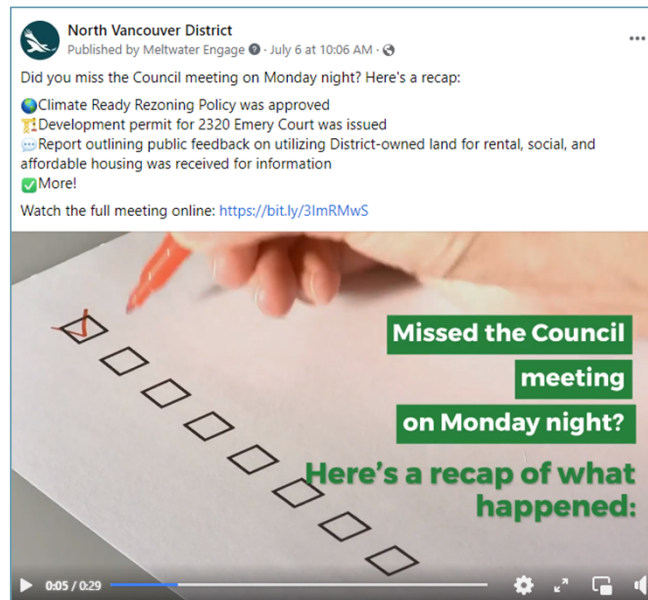 North Vancouver District
Published by Meltwater Engage · July 6 at 10:06 AM ·
Did you miss the Council meeting on Monday night? Here's a recap:
🌎Climate Ready Rezoning Policy was approved
🏗️Development permit for 2320 Emery Court was issued
💬Report outlining public feedback on utilizing District-owned land for rental, social, and
affordable housing was received for information
✅More!
Watch the full meeting online: https://bit.ly/3ImRMwS
Missed the Council
meeting
on Monday night?
Here's a recap of what
happened:
0:05 / 0:29